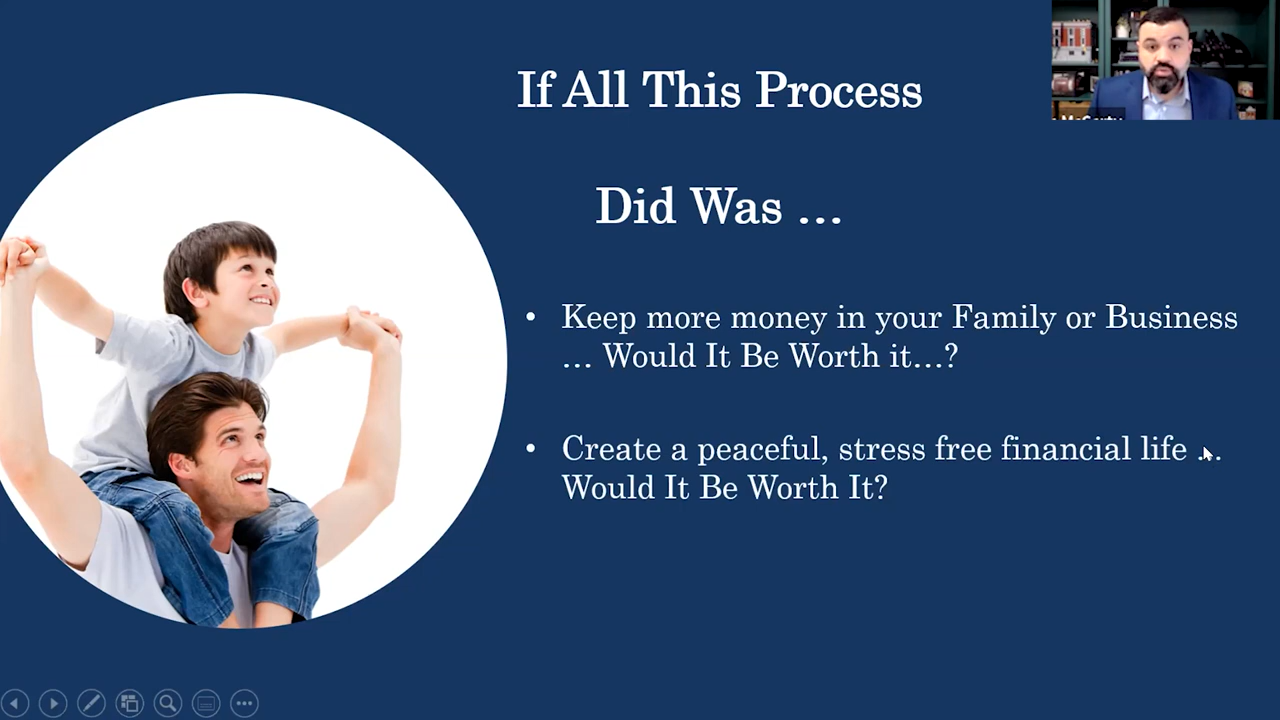 If All This Process
Did Was ...
• Keep more money in your Family or Business
... Would It Be Worth it...?
• Create a peaceful, stress free financial life ...
Would It Be Worth It?